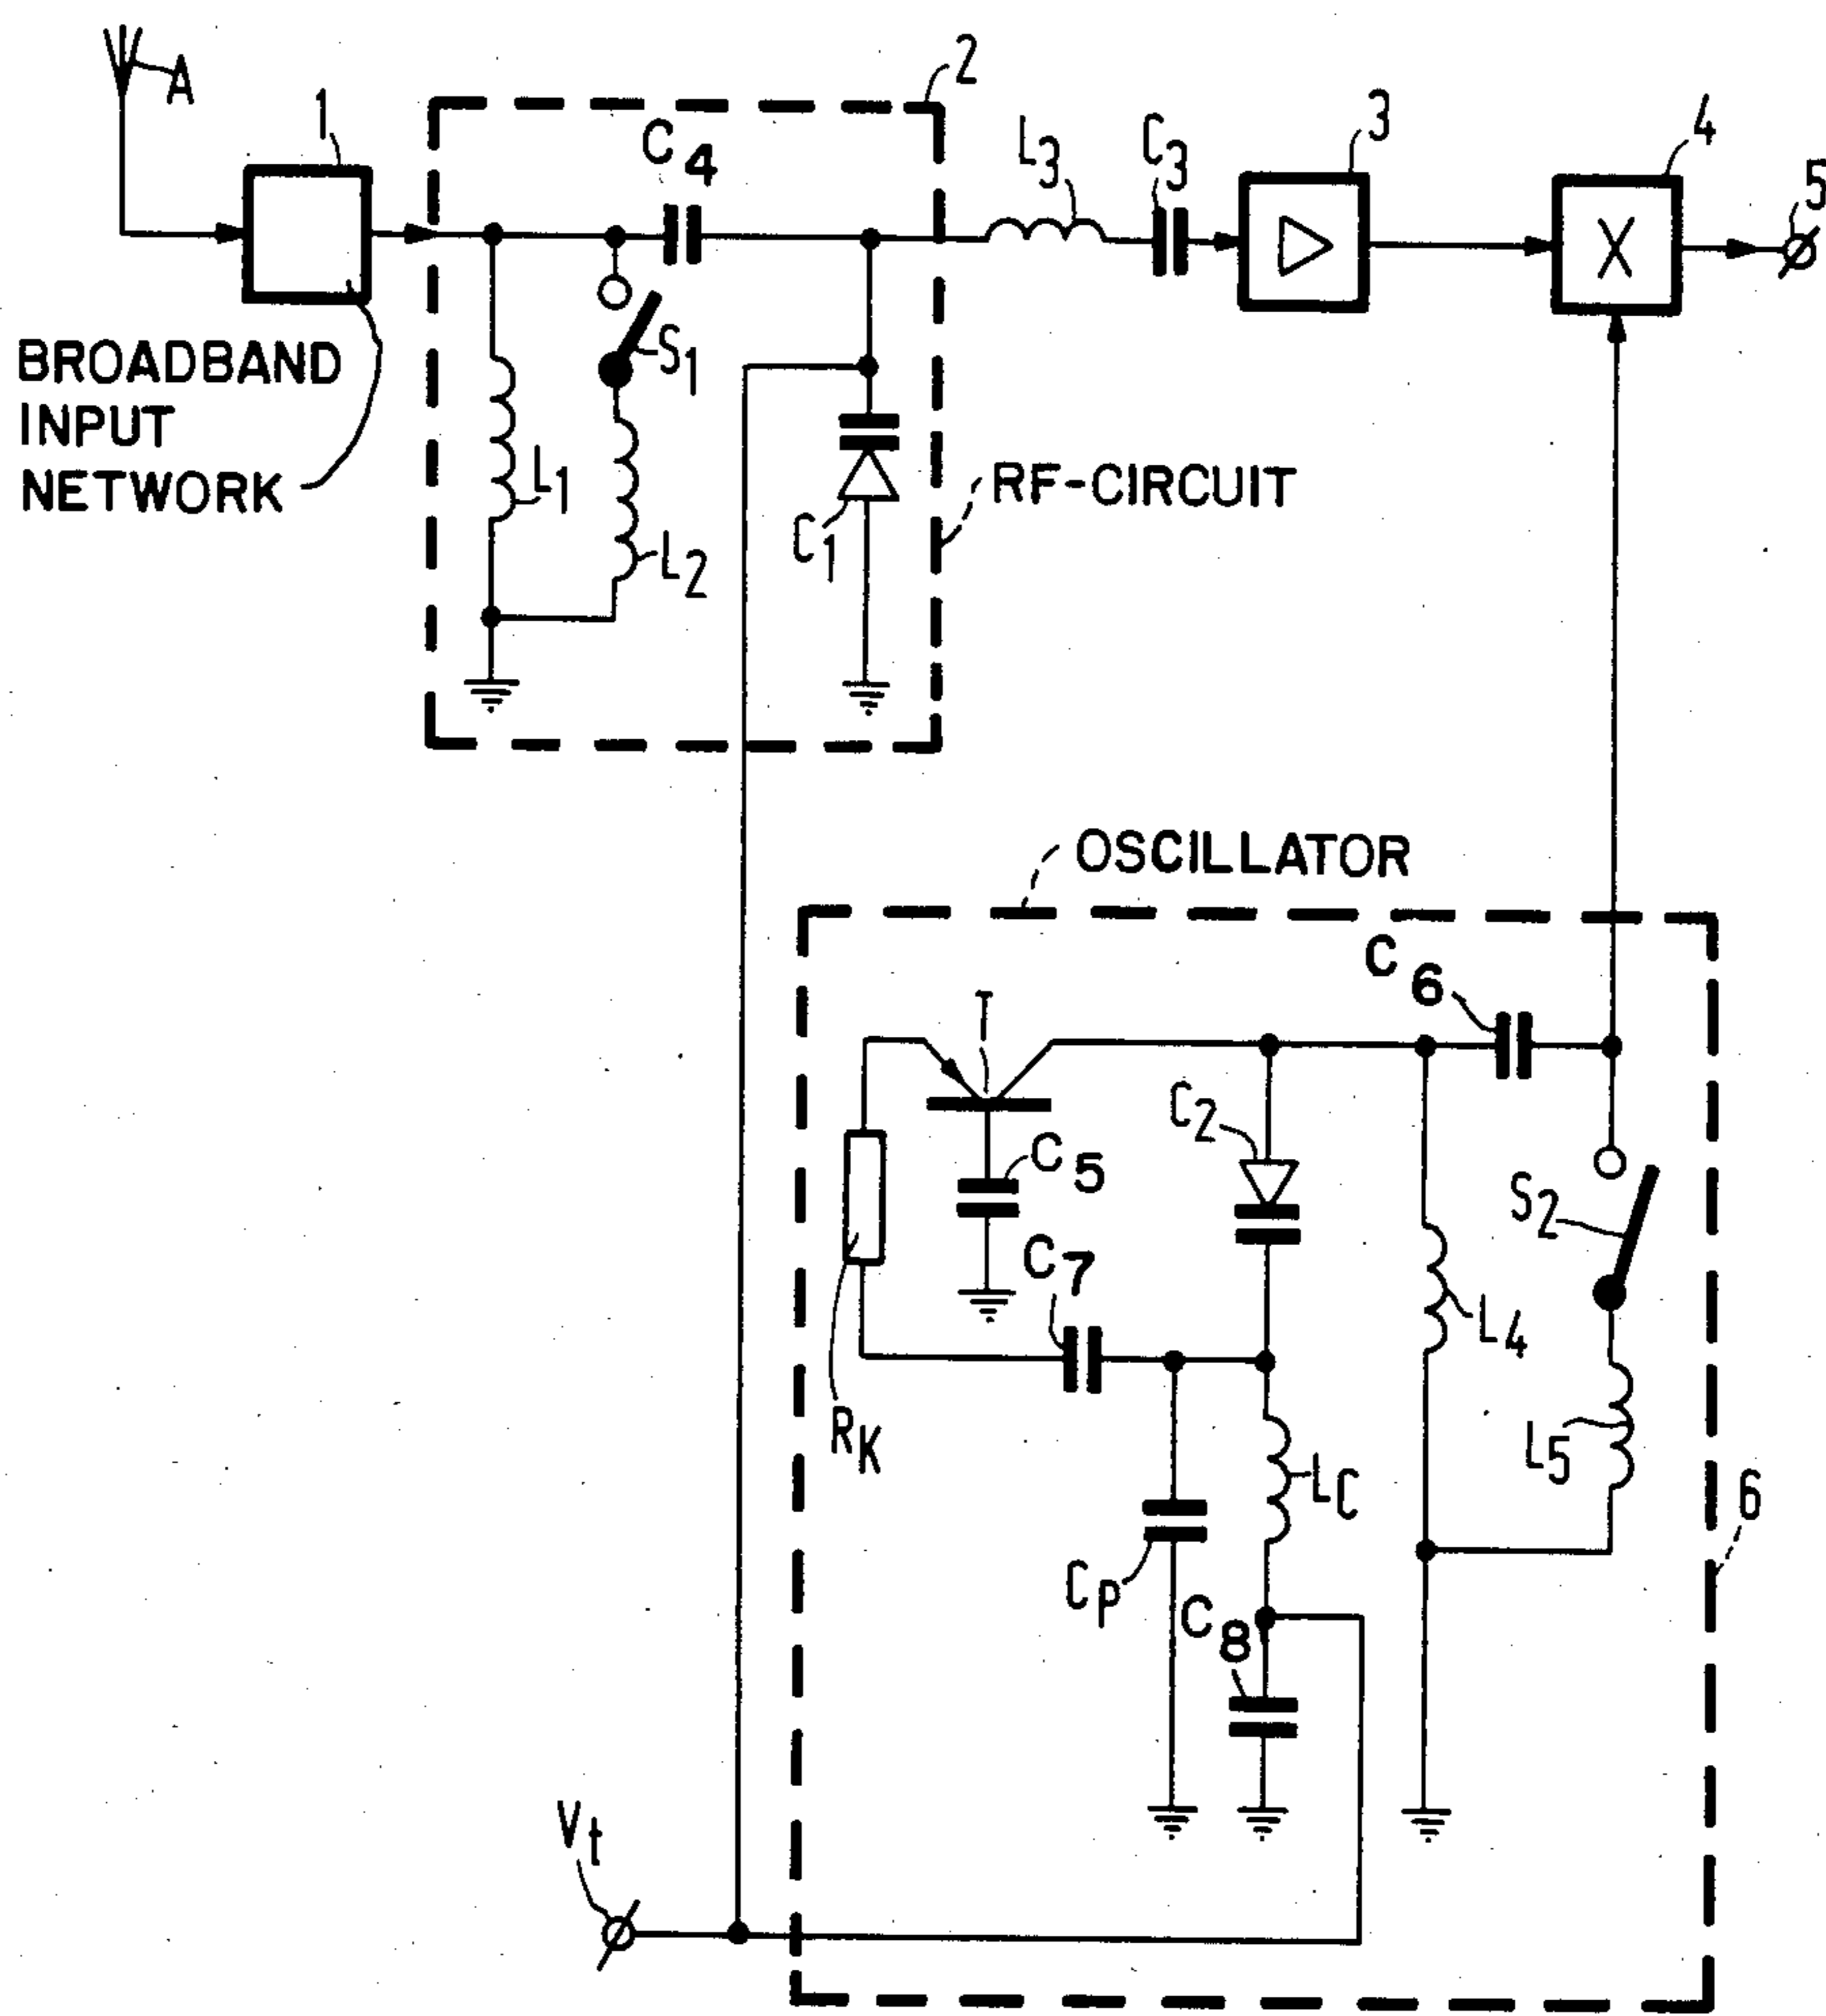 A
1
2
C4
L3
C3
3
4
5
X
S1
BROADBAND
INPUT
NETWORK
L1
L2
C1
RF-CIRCUIT
OSCILLATOR
C6
T
C2
C5
S2
C7
L4
RK
L5
LC
6
CP
C8
Vt